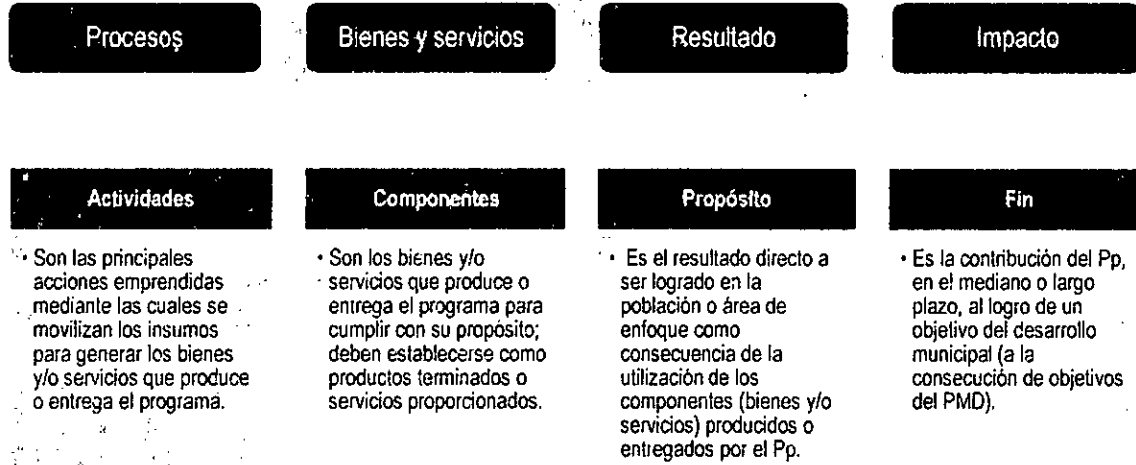 Procesos
Bienes y servicios
Resultado
Impacto
Actividades
• Son las principales
acciones emprendidas
mediante las cuales se
movilizan los insumos
para generar los bienes
y/o servicios que produce
o entrega el programa.
Componentes
• Son los bienes y/o
servicios que produce o
entrega el programa para
cumplir con su propósito;
deben establecerse como
productos terminados o
servicios proporcionados.
Propósito
• Es el resultado directo a
ser logrado en la
población o área de
enfoque como
consecuencia de la
utilización de los
componentes (bienes y/o
servicios) producidos o
entregados por el Pp.
Fin
• Es la contribución del Pp,
en el mediano o largo
plazo, al logro de un
objetivo del desarrollo
municipal (a la
consecución de objetivos
del PMD).